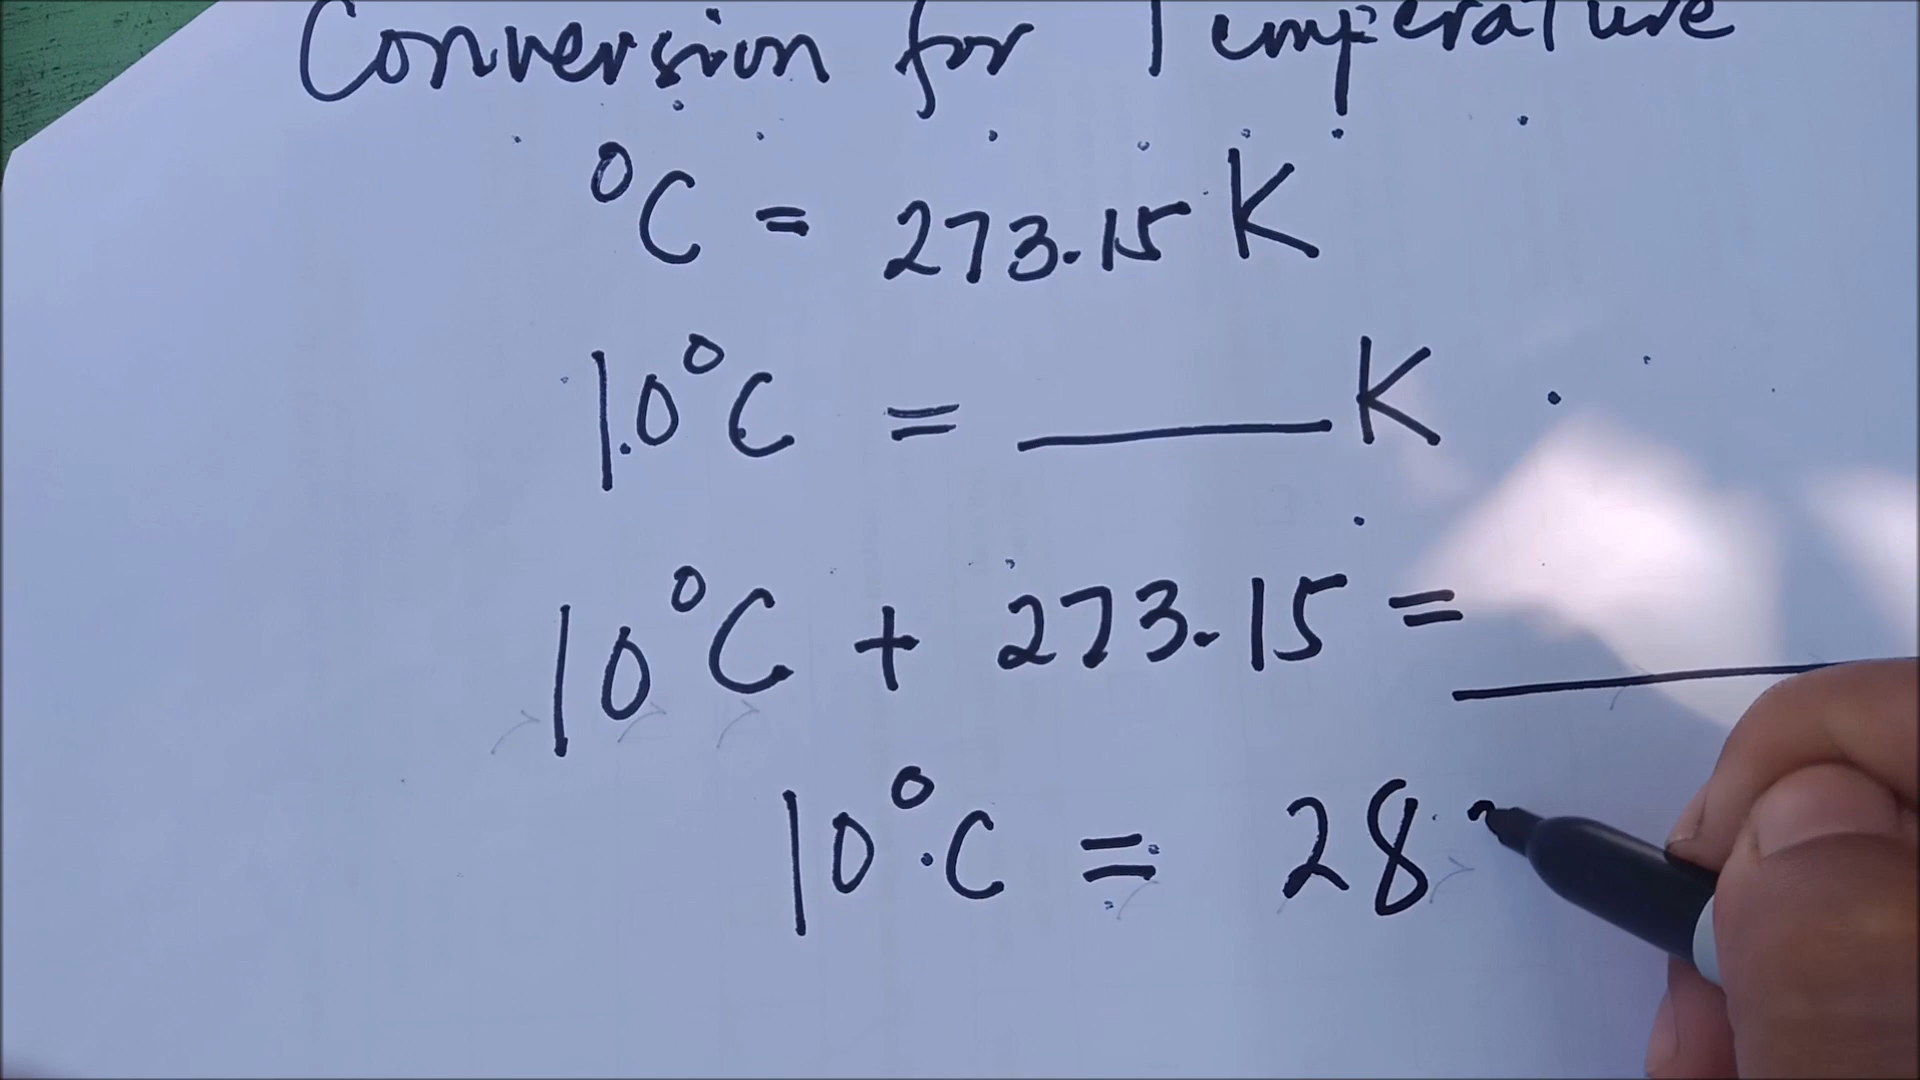 Conversion for Temperature
°C = 273.15 K
10°C = ______ K
10°C + 273.15 = ______
10°C = 28